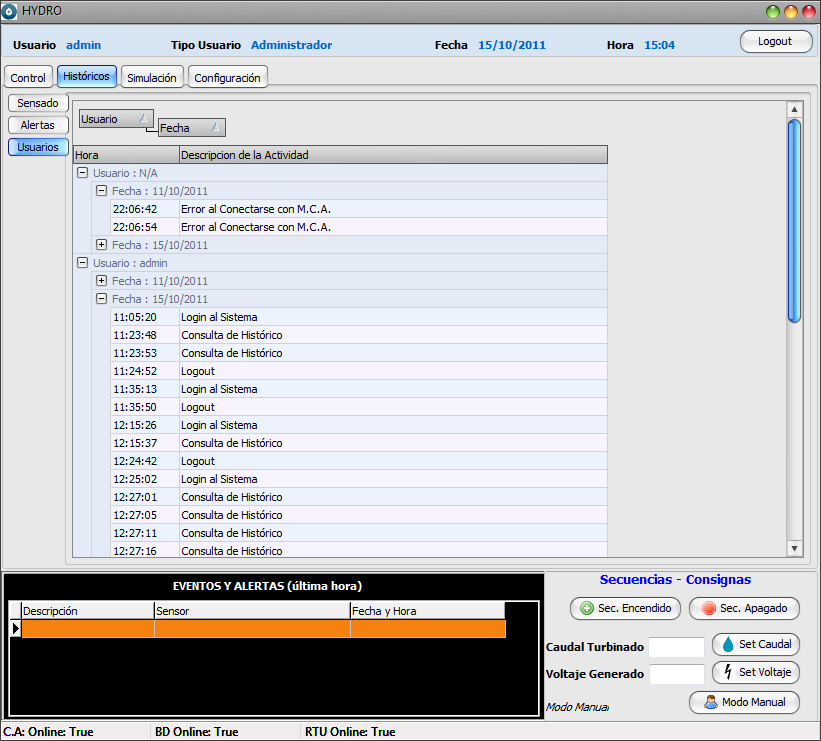 HYDRO
Usuario admin Tipo Usuario Administrador Fecha 15/10/2011 Hora 15:04 Logout
Control Históricos Simulación Configuración
Sensado
Alertas
Usuarios
Usuario
Fecha
Hora Descripcion de la Actividad
Usuario : N/A
Fecha : 11/10/2011
22:06:42 Error al Conectarse con M.C.A.
22:06:54 Error al Conectarse con M.C.A.
Fecha : 15/10/2011
Usuario : admin
Fecha : 11/10/2011
Fecha : 15/10/2011
11:05:20 Login al Sistema
11:23:48 Consulta de Histórico
11:23:53 Consulta de Histórico
11:24:52 Logout
11:35:13 Login al Sistema
11:35:50 Logout
12:15:26 Login al Sistema
12:15:37 Consulta de Histórico
12:24:42 Logout
12:25:02 Login al Sistema
12:27:01 Consulta de Histórico
12:27:05 Consulta de Histórico
12:27:11 Consulta de Histórico
12:27:16 Consulta de Histórico
EVENTOS Y ALERTAS (última hora)
Descripción Sensor Fecha y Hora
Secuencias - Consignas
Sec. Encendido Sec. Apagado
Caudal Turbinado Set Caudal
Voltaje Generado Set Voltaje
Modo Manual Modo Manual
C.A: Online: True BD Online: True RTU Online: True